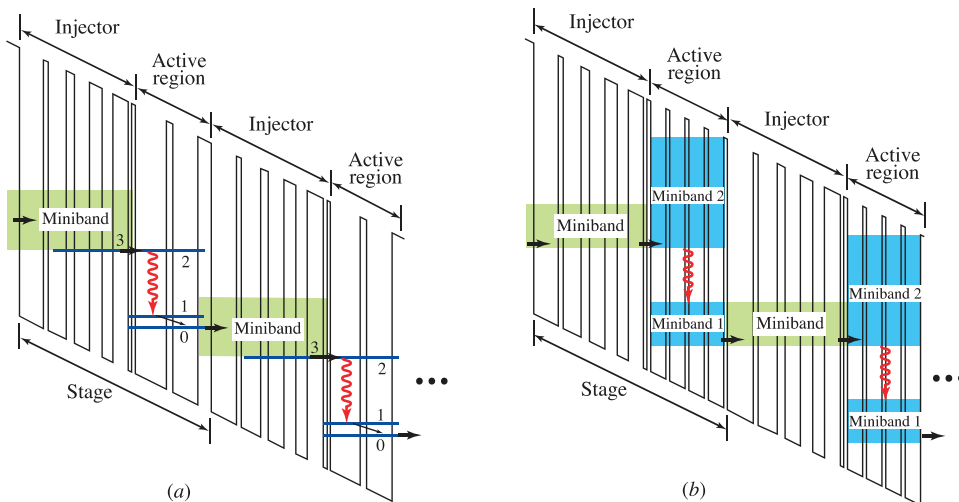 Injector
Active
region
Injector
Active
region
Miniband
3
2
1
0
Miniband
3
2
1
0
Stage
•••
(a)
Injector
Active
region
Injector
Active
region
Miniband 2
Miniband
Miniband 1
Miniband
Miniband 2
Miniband 1
Stage
•••
(b)